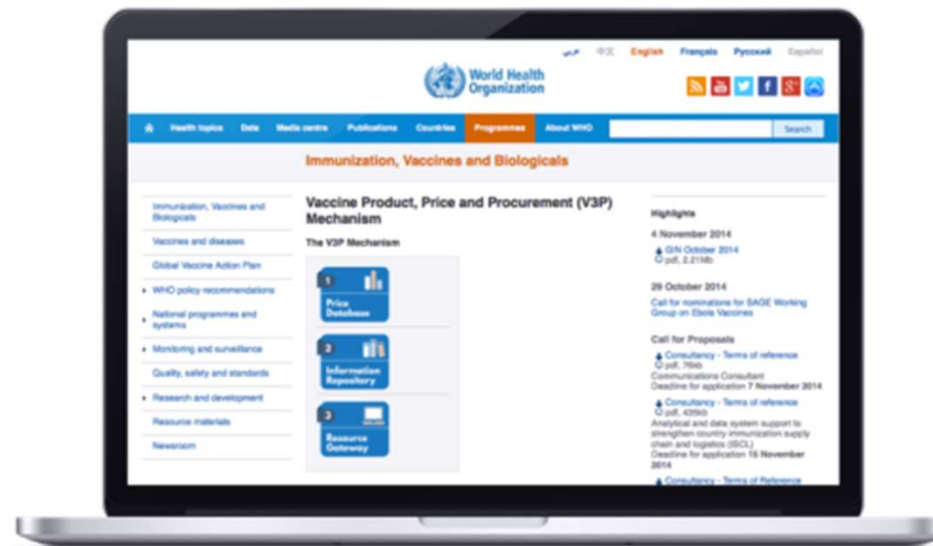 عربي 中文 English Français Русский Español
World Health
Organization
Health topics Data Media centre Publications Countries Programmes About WHO Search
Immunization, Vaccines and Biologicals
Immunization, Vaccines and
Biologicals
Vaccines and diseases
Global Vaccine Action Plan
WHO policy recommendations
National programmes and
systems
Monitoring and surveillance
Quality, safety and standards
Research and development
Resource materials
Newsroom
Vaccine Product, Price and Procurement (V3P)
Mechanism
The V3P Mechanism
1
Price
Database
2
Information
Repository
3
Resource
Gateway
Highlights
4 November 2014
GIN October 2014
pdf, 2.21Mb
29 October 2014
Call for nominations for SAGE Working
Group on Ebola Vaccines
Call for Proposals
Consultancy - Terms of reference
pdf, 76kb
Communications Consultant
Deadline for application 7 November 2014
Consultancy - Terms of reference
pdf, 439kb
Analytical and data system support to
strengthen country immunization supply
chain and logistics (ISCL)
Deadline for application 15 November
2014
Consultancy - Terms of Reference